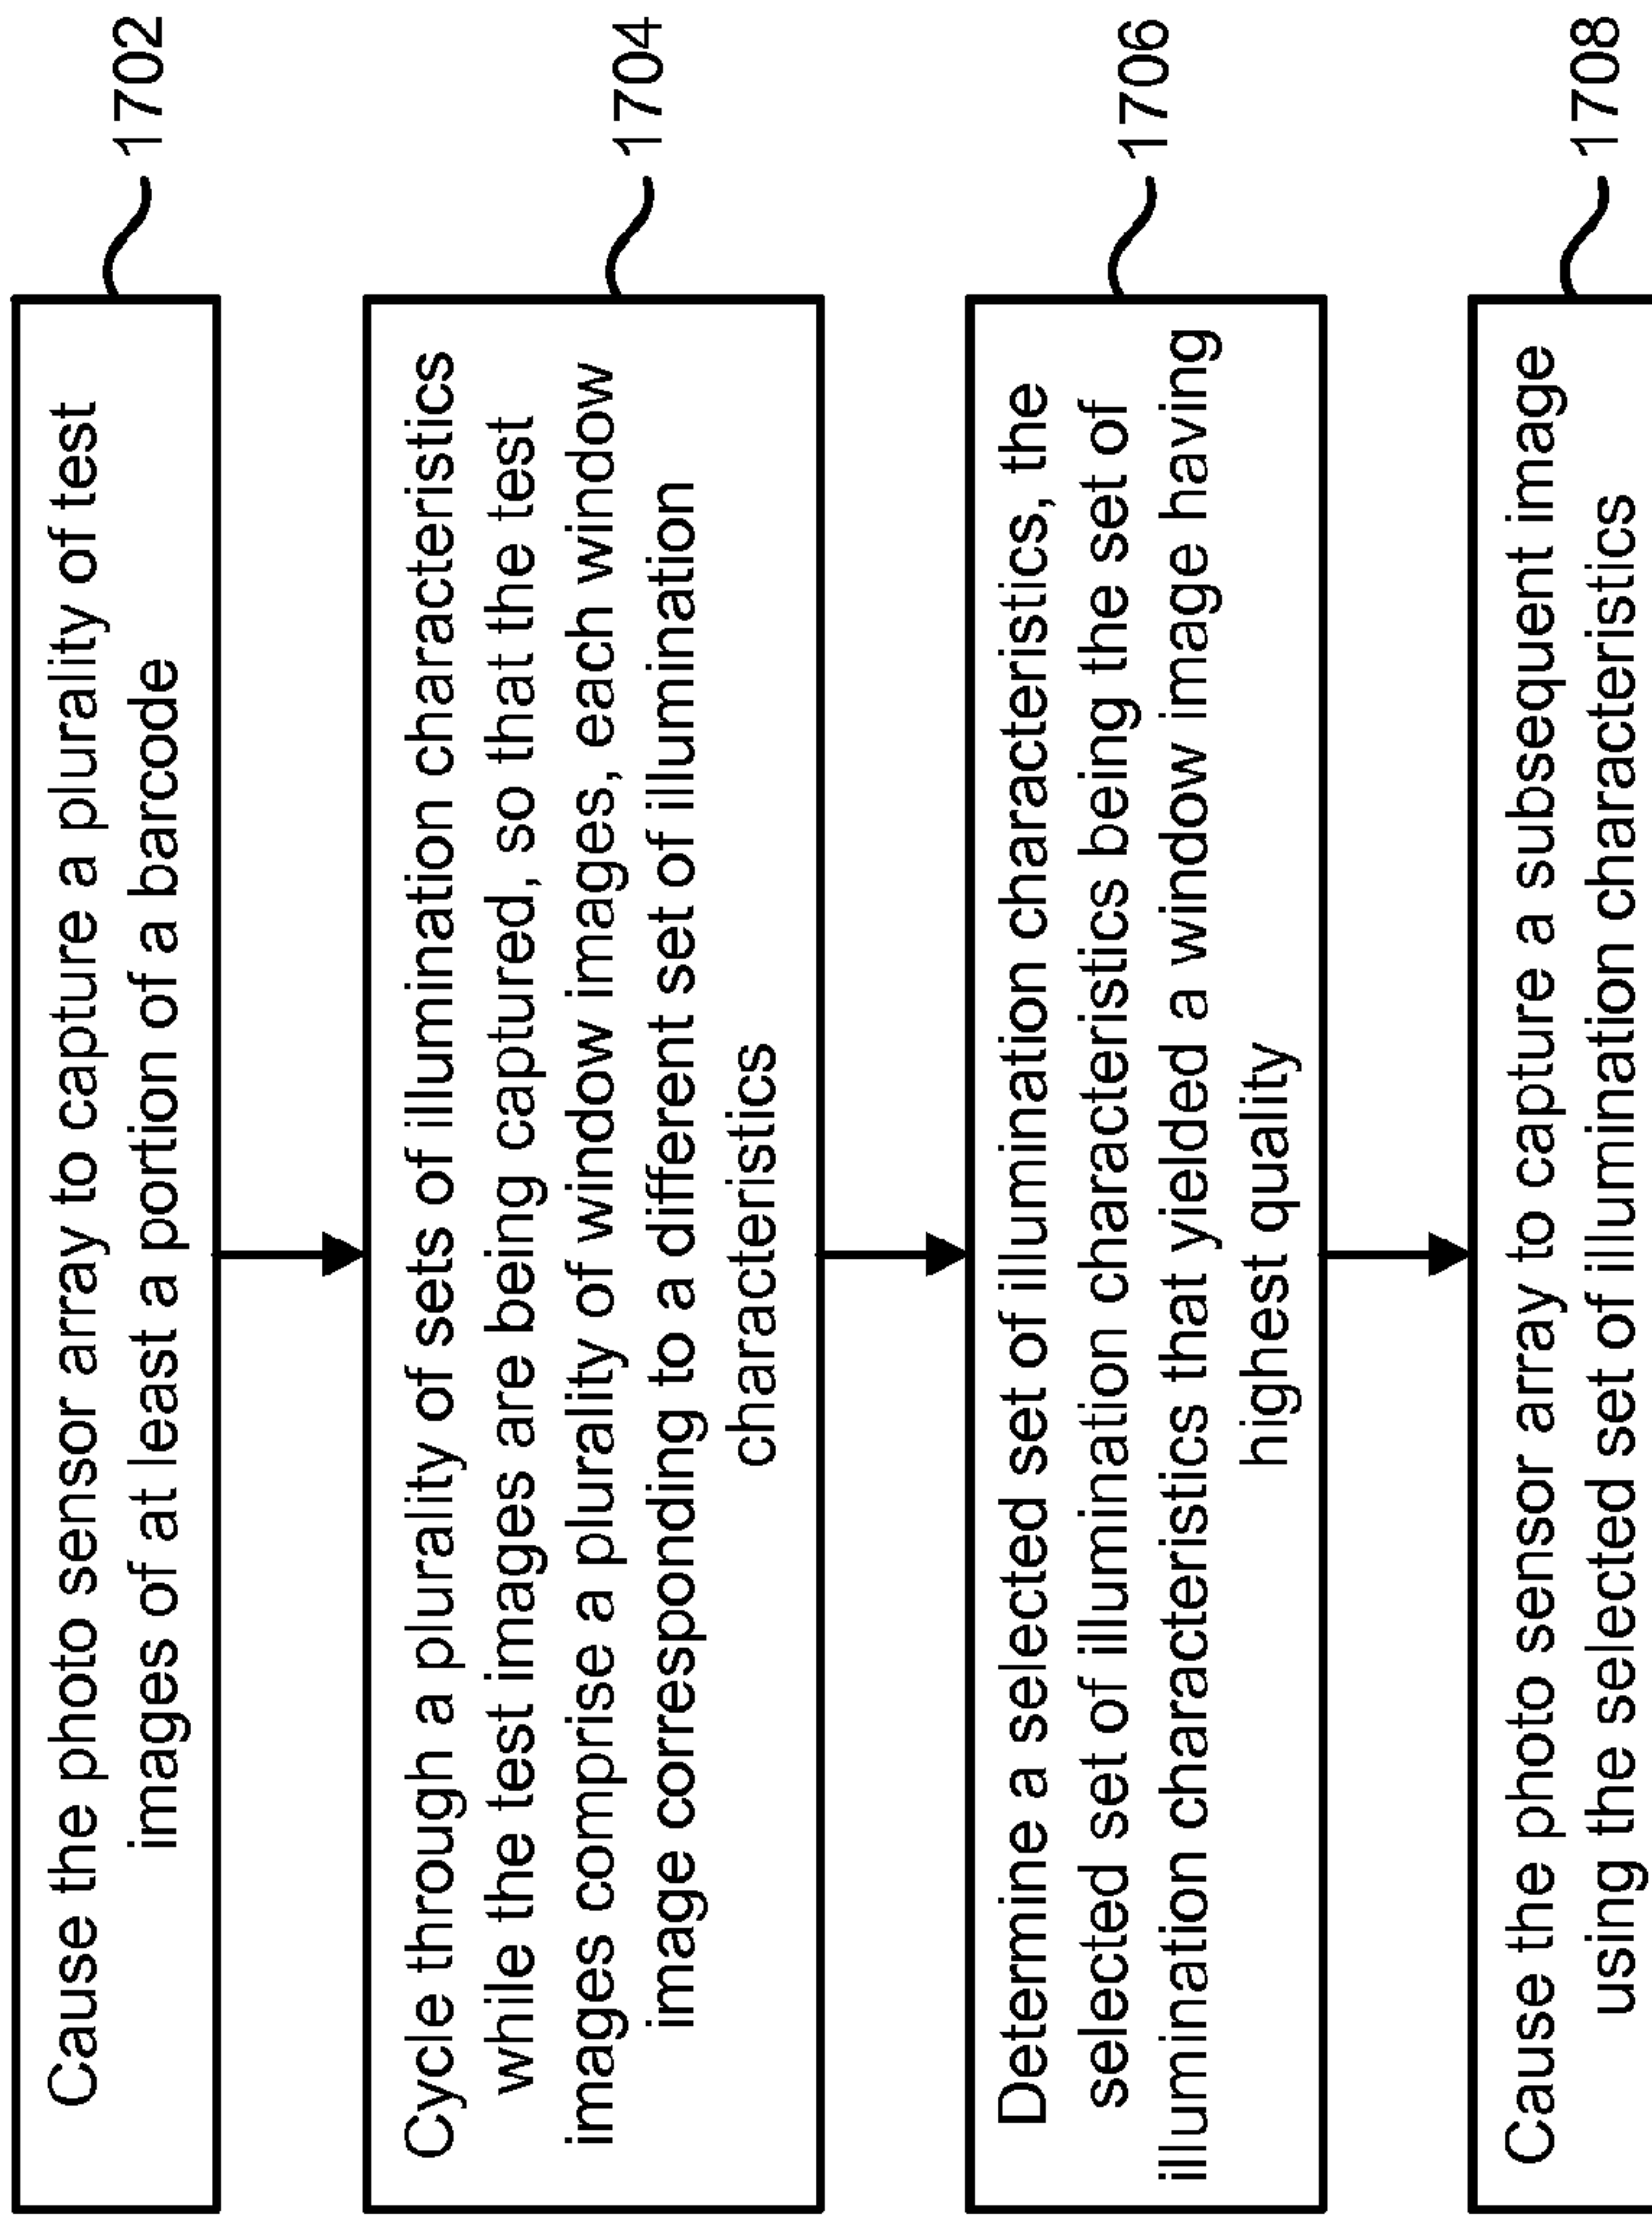 Cause the photo sensor array to capture a plurality of test
images of at least a portion of a barcode
1702
Cycle through a plurality of sets of illumination characteristics
while the test images are being captured, so that the test
images comprise a plurality of window images, each window
image corresponding to a different set of illumination
characteristics
1704
Determine a selected set of illumination characteristics, the
selected set of illumination characteristics being the set of
illumination characteristics that yielded a window image having
highest quality
1706
Cause the photo sensor array to capture a subsequent image
using the selected set of illumination characteristics
1708